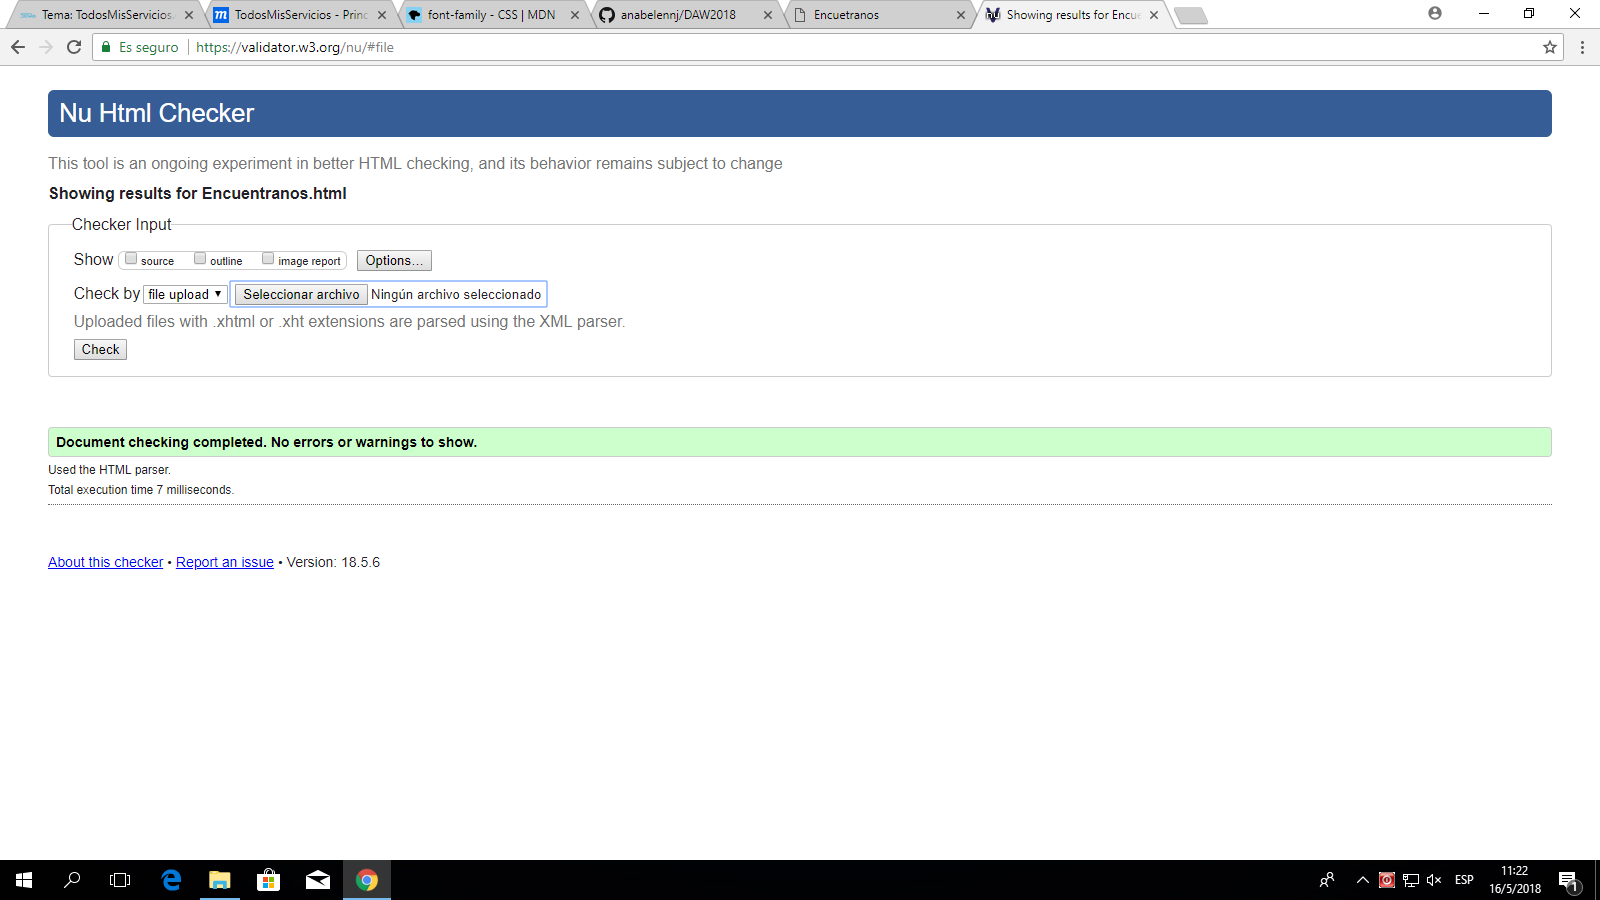 Tema: TodosMisServicios.
TodosMisServicios - Princ
font-family - CSS | MDN
anabelennj/DAW2018
Encuetranos
Showing results for Encue
Es seguro
https://validator.w3.org/nu/#file
Nu Html Checker
This tool is an ongoing experiment in better HTML checking, and its behavior remains subject to change
Showing results for Encuentranos.html
Checker Input
Show source outline image report Options...
Check by file upload Seleccionar archivo Ningún archivo seleccionado
Uploaded files with .xhtml or .xht extensions are parsed using the XML parser.
Check
Document checking completed. No errors or warnings to show.
Used the HTML parser.
Total execution time 7 milliseconds.
About this checker • Report an issue • Version: 18.5.6
ESP
11:22
16/5/2018
1